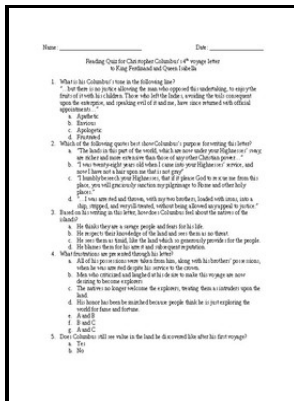 Name: ____________________ Date: ____________________
Reading Quiz for Christopher Columbus's 4th voyage letter
to King Ferdinand and Queen Isabella
1. What is his Columbus's tone in the following line?
"… but there is no justice allowing the man who opposed this undertaking, to enjoy the
fruits of it with his children. Those who left the Indies, avoiding the toils consequent
upon the enterprise, and speaking evil of it and me, have since returned with official
appointments…"
a. Apathetic
b. Envious
c. Apologetic
d. Frustrated
2. Which of the following quotes best show Columbus's purpose for writing this letter?
a. "The lands in this part of the world, which are now under your Highnesses' sway,
are richer and more extensive than those of any other Christian power…"
b. "I was twenty-eight years old when I came into your Highnesses' service, and
now I have not a hair upon me that is not gray"
c. "I humbly beseech your Highnesses, that if it please God to rescue me from this
place, you will graciously sanction my pilgrimage to Rome and other holy
places."
d. "…I was arrested and thrown, with my two brothers, loaded with irons, into a
ship, stripped, and very ill-treated, without being allowed any appeal to justice."
3. Based on his writing in this letter, how does Columbus feel about the natives of the
islands?
a. He thinks they are savage people and fears for his life.
b. He respects their knowledge of the land and sees them as no threat.
c. He sees them as timid, like the land which so generously provides for the people.
d. He blames them for his arrest and subsequent reputation.
4. What frustrations are presented through his letter?
a. All of his possessions were taken from him, along with his brothers' possessions,
when he was arrested despite his service to the crown.
b. Men who criticized and laughed at his desire to make this voyage are now
desiring to become explorers
c. The natives no longer welcome the explorers, treating them as intruders upon the
land.
d. His honor has been tarnished because people think he is just exploring the
world for fame and fortune.
e. A and B
f. B and C
g. A and C
5. Does Columbus still see value in the land he discovered like after his first voyage?
a. Yes
b. No